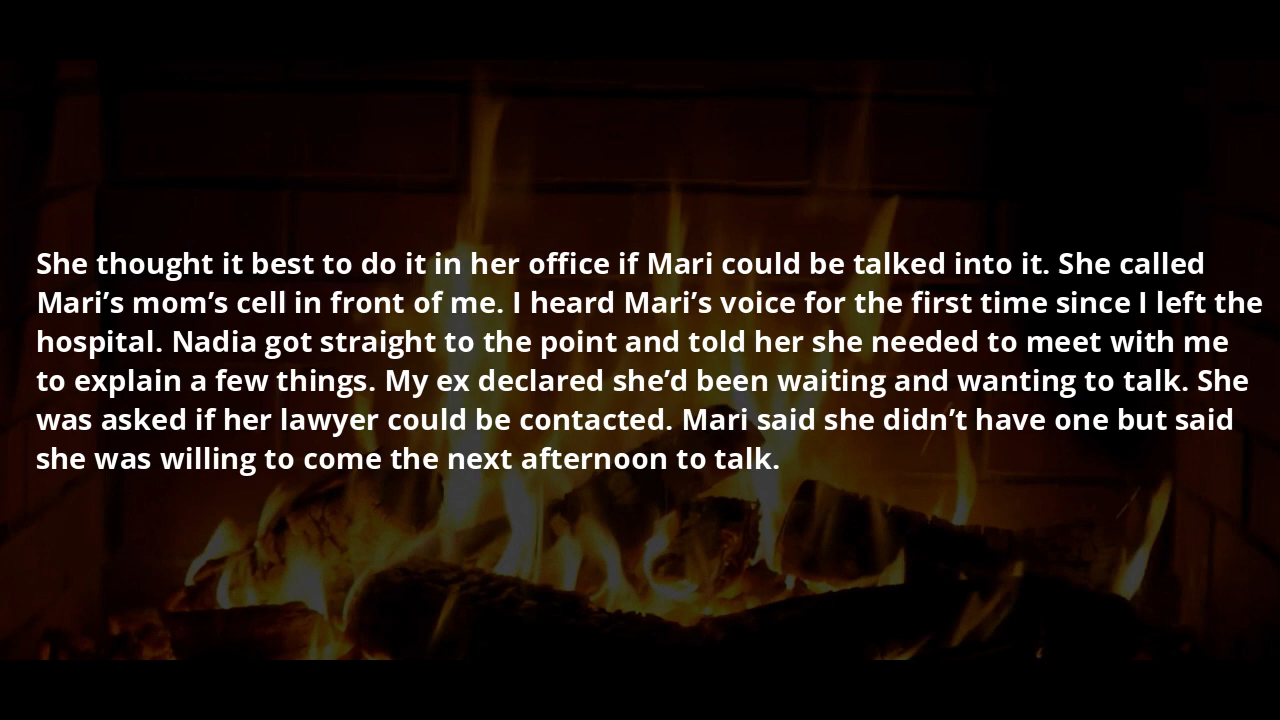 She thought it best to do it in her office if Mari could be talked into it. She called
Mari’s mom’s cell in front of me. I heard Mari’s voice for the first time since I left the
hospital. Nadia got straight to the point and told her she needed to meet with me
to explain a few things. My ex declared she’d been waiting and wanting to talk. She
was asked if her lawyer could be contacted. Mari said she didn’t have one but said
she was willing to come the next afternoon to talk.